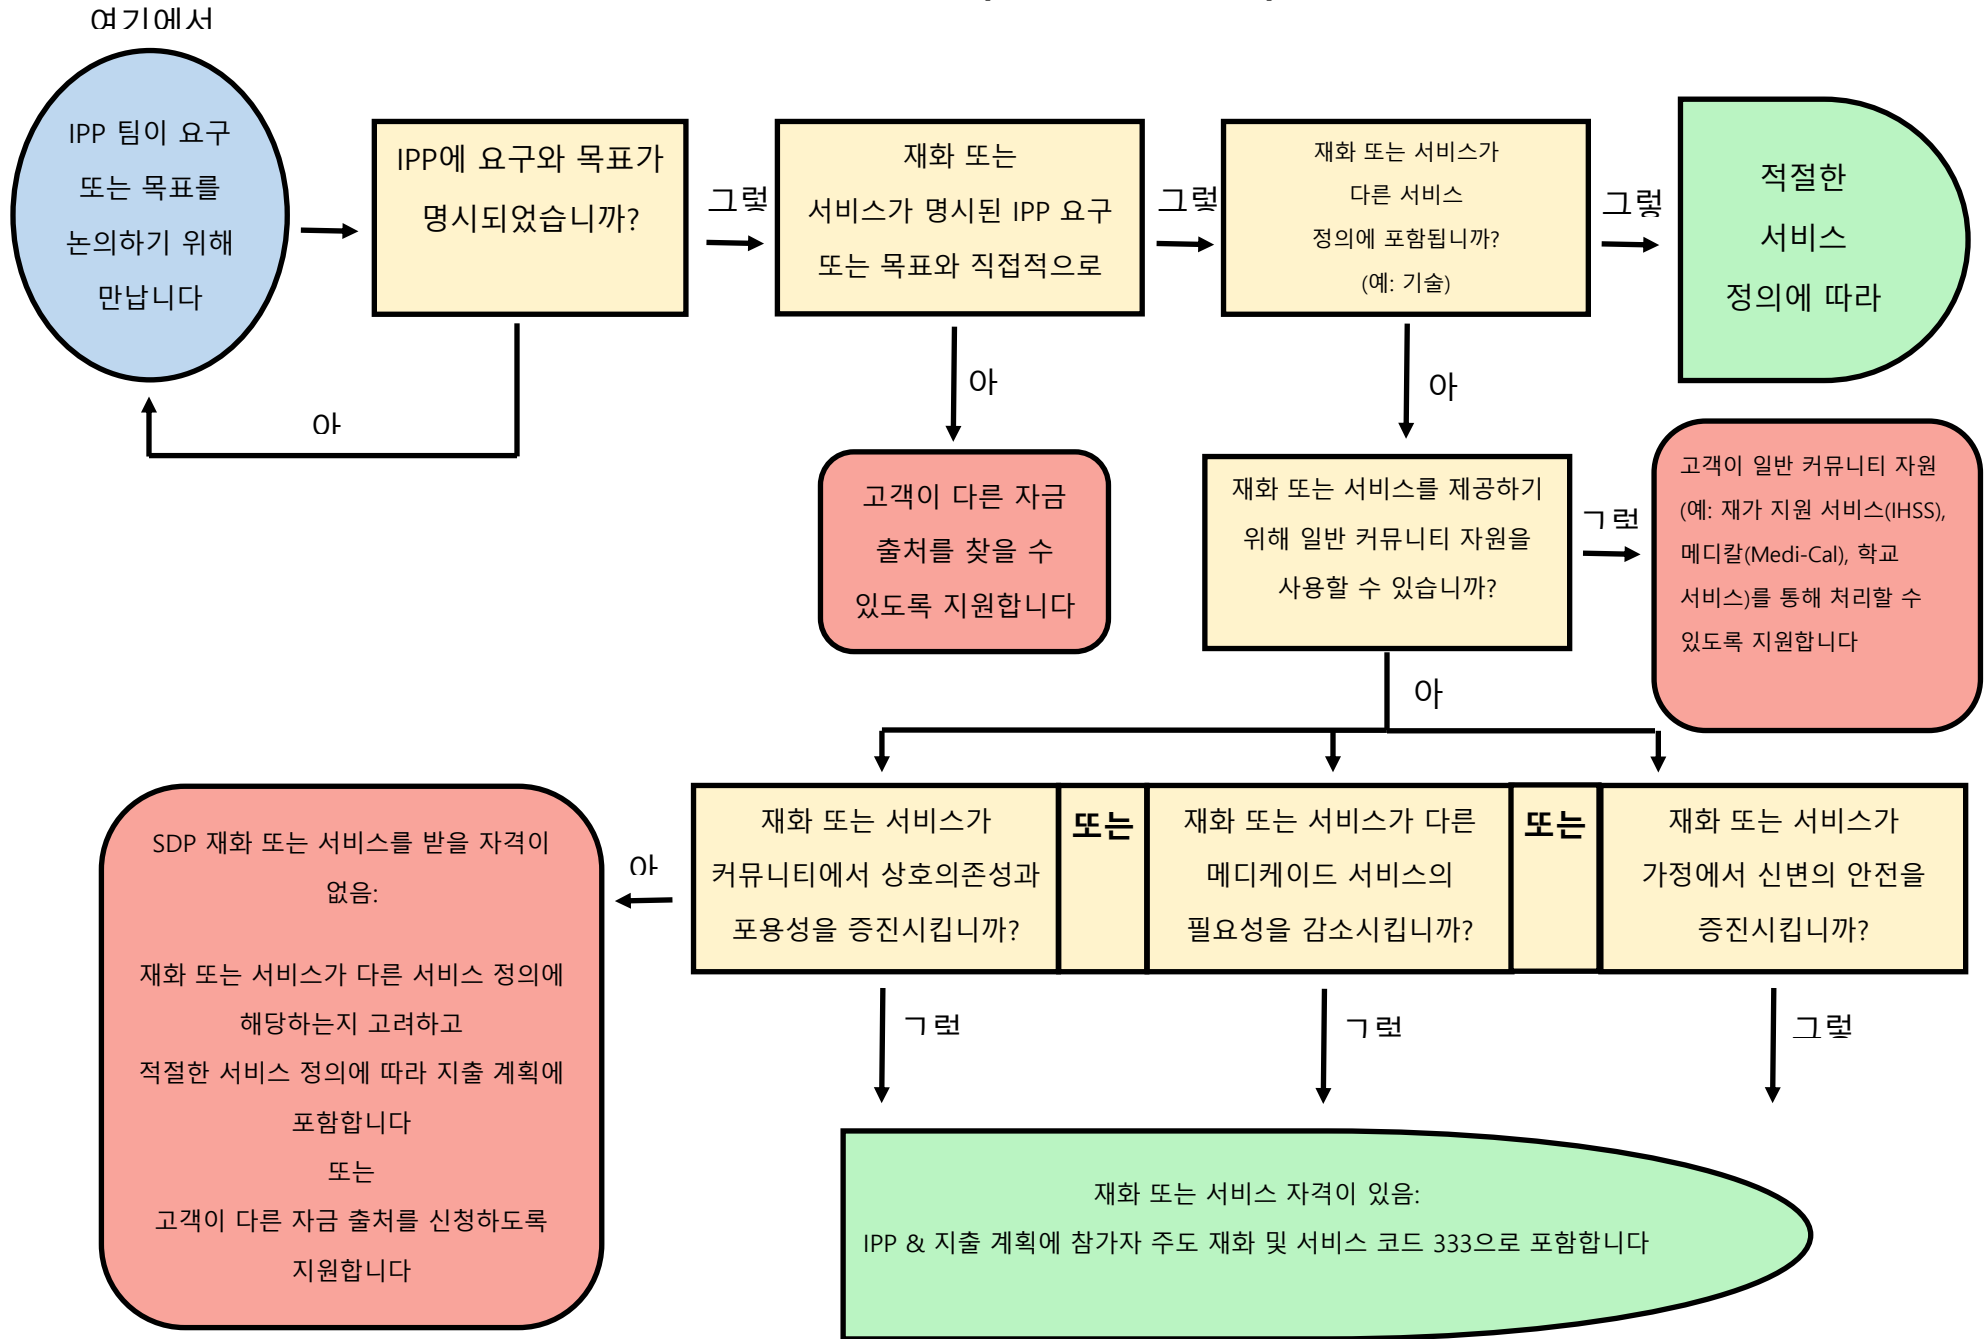 여기에서
IPP 팀이 요구
또는 목표를
논의하기 위해
만납니다
IPP에 요구와 목표가
명시되었습니까?
그렇
재화 또는
서비스가 명시된 IPP 요구
또는 목표와 직접적으로
그렇
재화 또는 서비스가
다른 서비스
정의에 포함됩니까?
(예: 기술)
그렇
적절한
서비스
정의에 따라
아
아
아
고객이 다른 자금
출처를 찾을 수
있도록 지원합니다
재화 또는 서비스를 제공하기
위해 일반 커뮤니티 자원을
사용할 수 있습니까?
그렇
고객이 일반 커뮤니티 자원
(예: 재가 지원 서비스(IHSS),
메디칼(Medi-Cal), 학교
서비스)를 통해 처리할 수
있도록 지원합니다
아
재화 또는 서비스가
커뮤니티에서 상호의존성과
포용성을 증진시킵니까?
또는
재화 또는 서비스가 다른
메디케이드 서비스의
필요성을 감소시킵니까?
또는
재화 또는 서비스가
가정에서 신변의 안전을
증진시킵니까?
아
SDP 재화 또는 서비스를 받을 자격이
없음:
재화 또는 서비스가 다른 서비스 정의에
해당하는지 고려하고
적절한 서비스 정의에 따라 지출 계획에
포함합니다
또는
고객이 다른 자금 출처를 신청하도록
지원합니다
그렇
그렇
그렇
재화 또는 서비스 자격이 있음:
IPP & 지출 계획에 참가자 주도 재화 및 서비스 코드 333으로 포함합니다